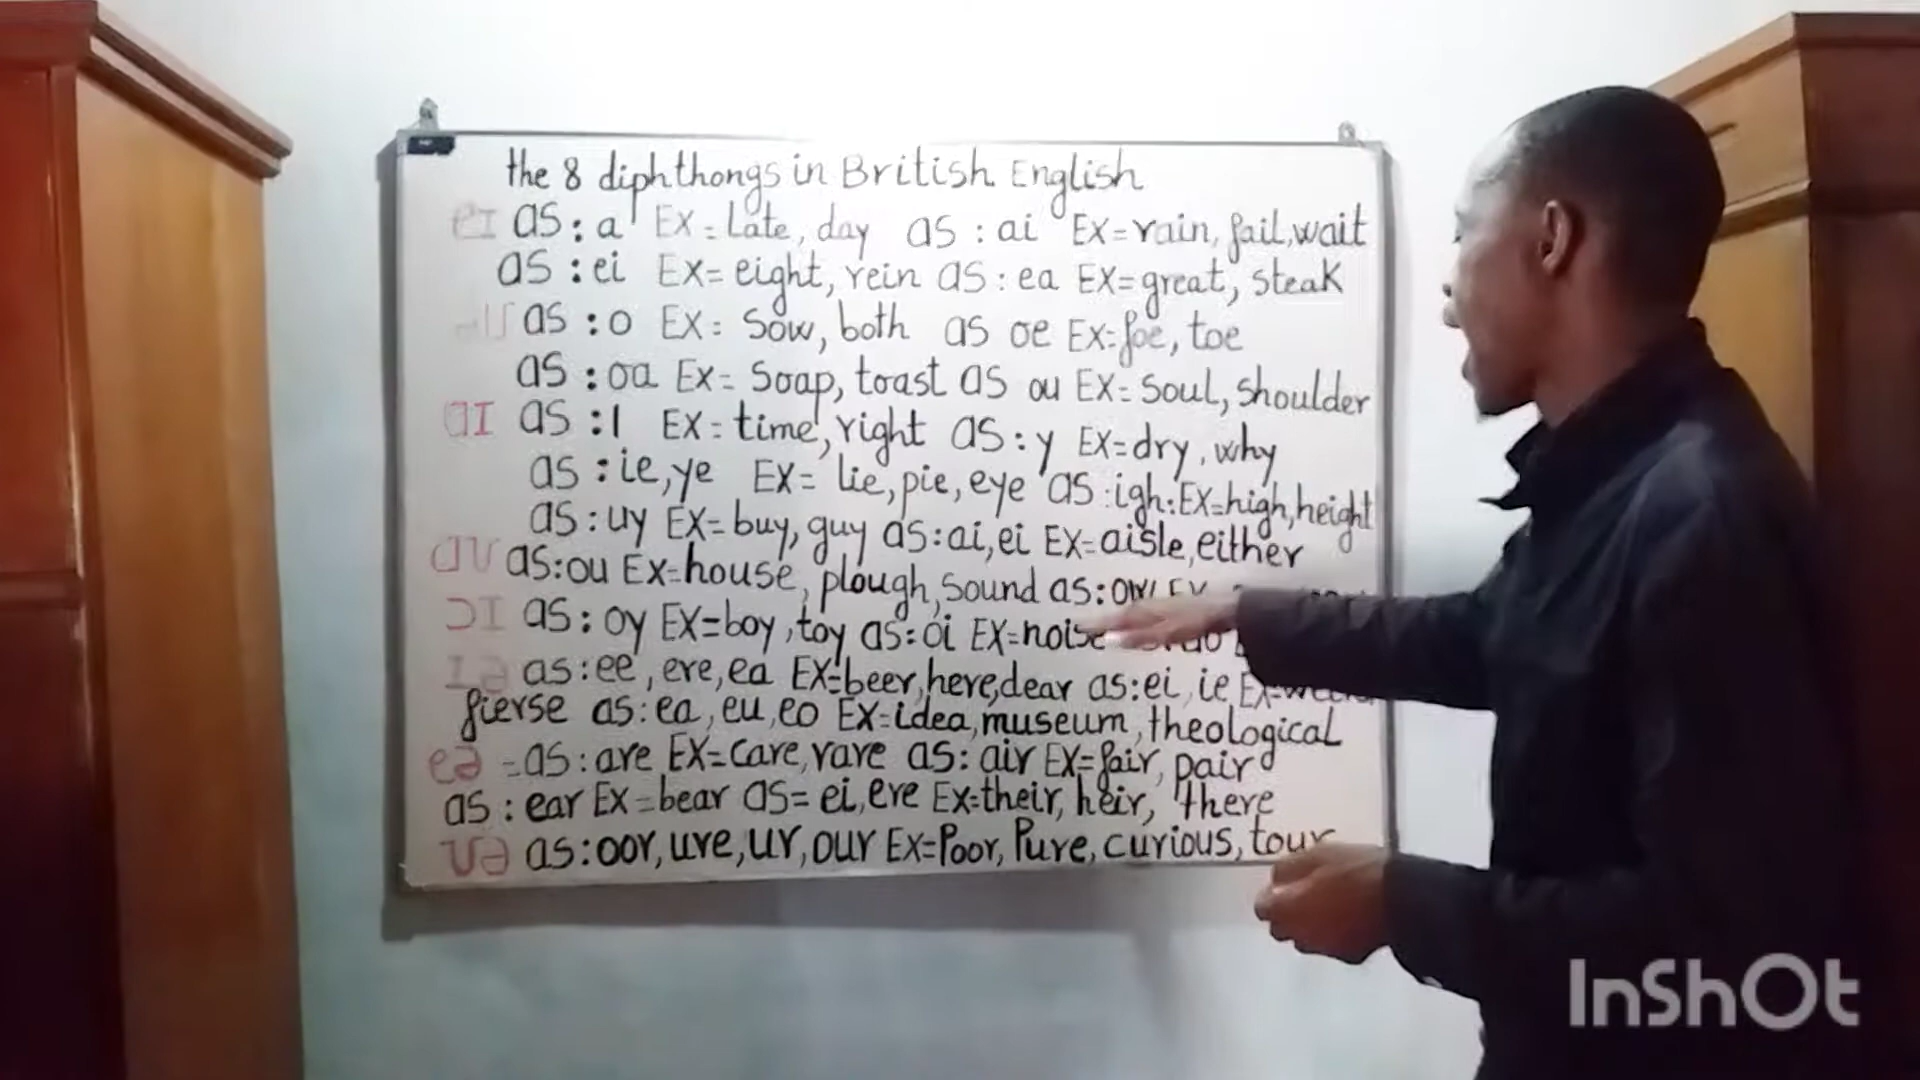 the 8 diphthongs in British English
eɪ as : a Ex = Late, day as : ai Ex = rain, fail, wait
as : ei Ex = eight, rein as : ea Ex = great, steak
as : o Ex = Sow, both as oe Ex = foe, toe
as : oa Ex = Soap, toast as ou Ex = Soul, shoulder
aɪ as : I Ex = time, right as : y Ex = dry, why
as : ie, ye Ex = lie, pie, eye as : igh : Ex = high, height
as : uy Ex = buy, guy as : ai, ei Ex = aisle, either
aʊ as : ou Ex = house, plough, sound as : ow
ɔɪ as : oy Ex = boy, toy as : oi Ex = noise
as : ee, ere, ea Ex = beer, here, dear as : ei, ie
fierse as : ea, eu, eo Ex = idea, museum, theological
eə = as : are Ex = care, rare as : air Ex = fair, pair
as : ear Ex = bear as = ei, ere Ex = their, heir, there
ʊə as : oor, ure, ur, our Ex = Poor, Pure, curious, tour
InShOt